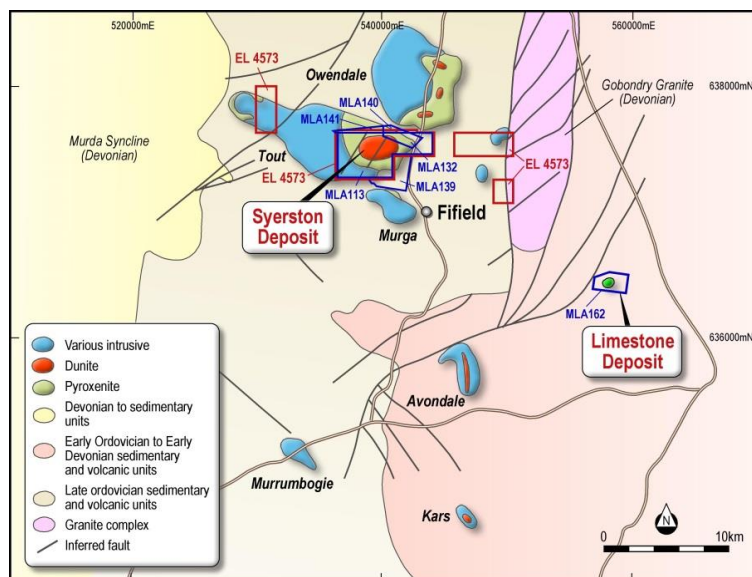 520000mE
540000mE
560000mE
EL 4573
Owendale
Gobondry Granite
(Devonian)
638000mN
MLA140
MLA141
Murda Syncline
(Devonian)
Tout
EL 4573
MLA132
EL 4573
MLA113
MLA139
Syerston
Deposit
Fifield
Murga
MLA162
Limestone
Deposit
636000mN
Various intrusive
Dunite
Pyroxenite
Devonian to sedimentary
units
Early Ordovician to Early
Devonian sedimentary
and volcanic units
Late ordovician sedimentary
and volcanic units
Granite complex
Inferred fault
Avondale
Murrumbogie
Kars
N
0
10km